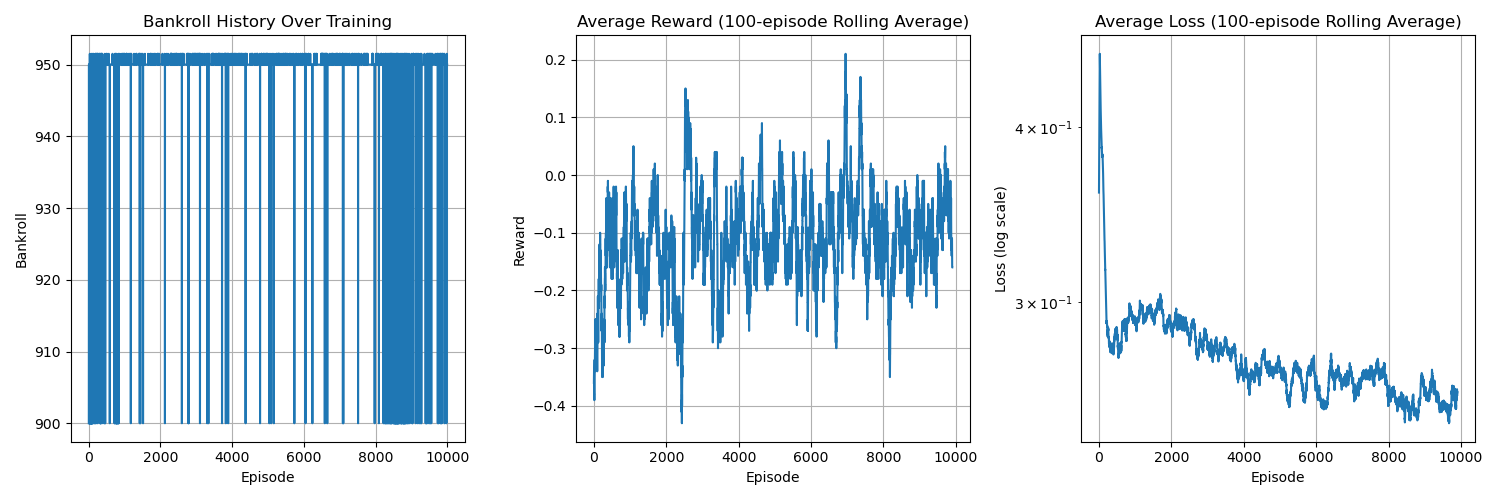 Bankroll History Over Training
950
940
930
920
910
900
Bankroll
0 2000 4000 6000 8000 10000
Episode
Average Reward (100-episode Rolling Average)
0.2
0.1
0.0
−0.1
−0.2
−0.3
−0.4
Reward
0 2000 4000 6000 8000 10000
Episode
Average Loss (100-episode Rolling Average)
4 × 10⁻¹
3 × 10⁻¹
Loss (log scale)
0 2000 4000 6000 8000 10000
Episode